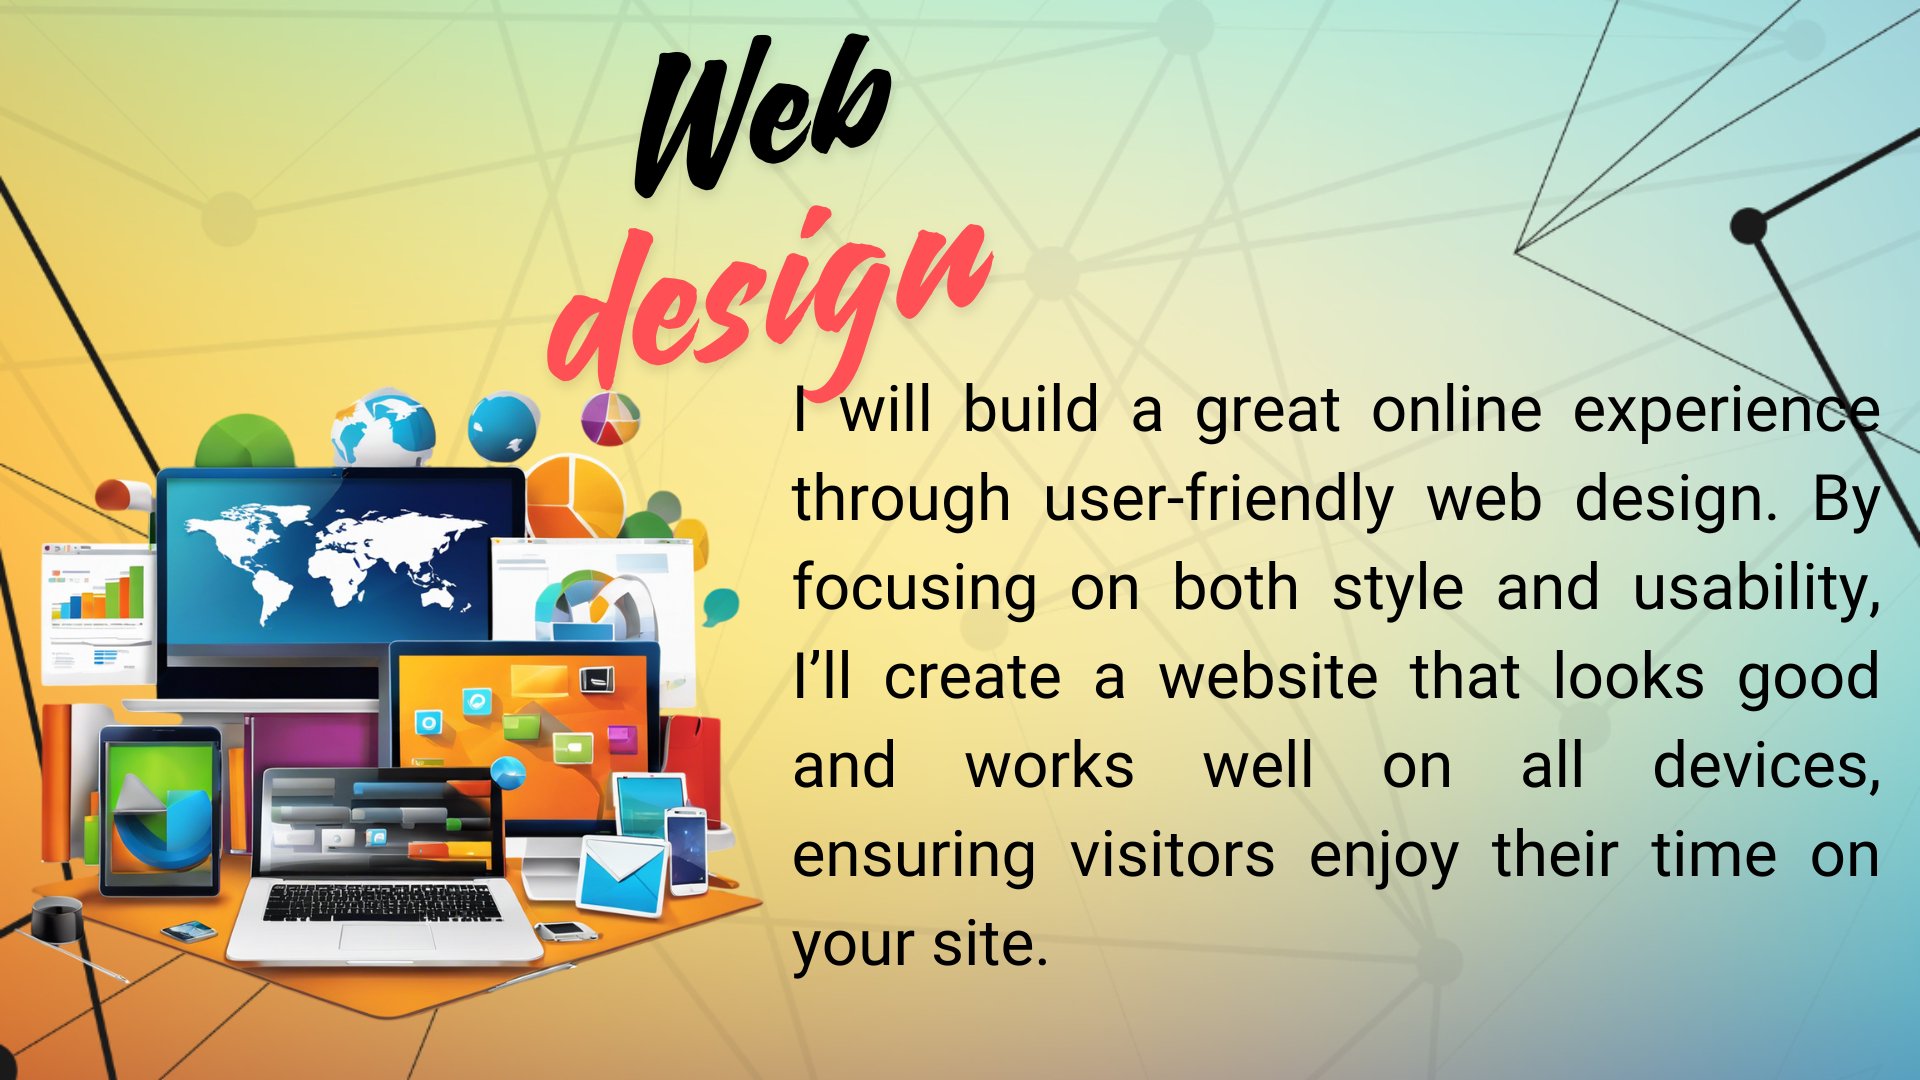 Web
design
I will build a great online experience
through user-friendly web design. By
focusing on both style and usability,
I’ll create a website that looks good
and works well on all devices,
ensuring visitors enjoy their time on
your site.